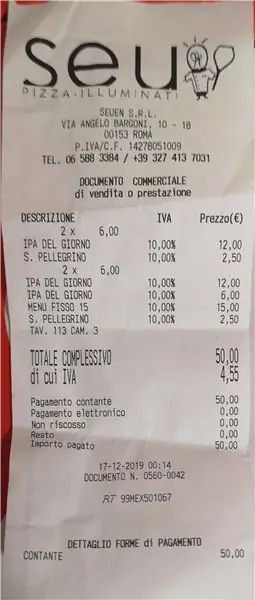 seu
PIZZA-ILLUMINATI
SEUEN S.R.L.
VIA ANGELO BARGONI, 10 - 18
00153 ROMA
P.IVA/C.F. 14278051009
TEL. 06 588 3384 / +39 327 413 7031
DOCUMENTO COMMERCIALE
di vendita o prestazione
DESCRIZIONE IVA Prezzo(€)
2 x 6,00
IPA DEL GIORNO 10,00% 12,00
S. PELLEGRINO 10,00% 2,50
2 x 6,00
IPA DEL GIORNO 10,00% 12,00
IPA DEL GIORNO 10,00% 6,00
MENU FISSO 15 10,00% 15,00
S. PELLEGRINO 10,00% 2,50
TAV. 113 CAM. 3
TOTALE COMPLESSIVO 50,00
di cui IVA 4,55
Pagamento contante 50,00
Pagamento elettronico 0,00
Non riscosso 0,00
Resto 0,00
Importo pagato 50,00
17-12-2019 00:14
DOCUMENTO N. 0560-0042
RT 99MEX501067
DETTAGLIO FORME di PAGAMENTO
CONTANTE 50,00